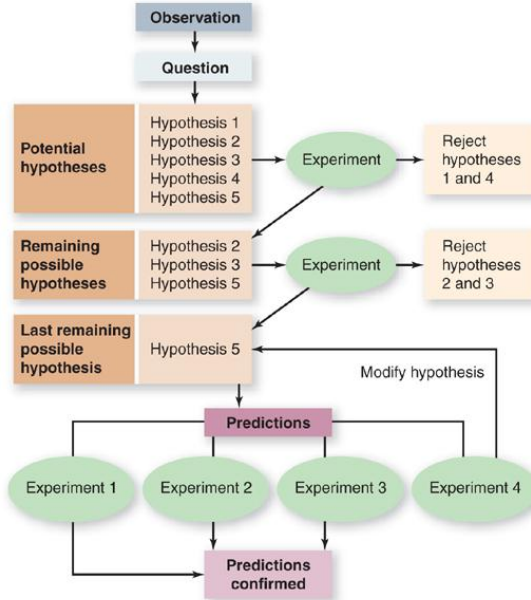 Observation
Question
Potential
hypotheses
Hypothesis 1
Hypothesis 2
Hypothesis 3
Hypothesis 4
Hypothesis 5
Experiment
Reject
hypotheses
1 and 4
Remaining
possible
hypotheses
Hypothesis 2
Hypothesis 3
Hypothesis 5
Experiment
Reject
hypotheses
2 and 3
Last remaining
possible
hypothesis
Hypothesis 5
Modify hypothesis
Predictions
Experiment 1
Experiment 2
Experiment 3
Experiment 4
Predictions
confirmed